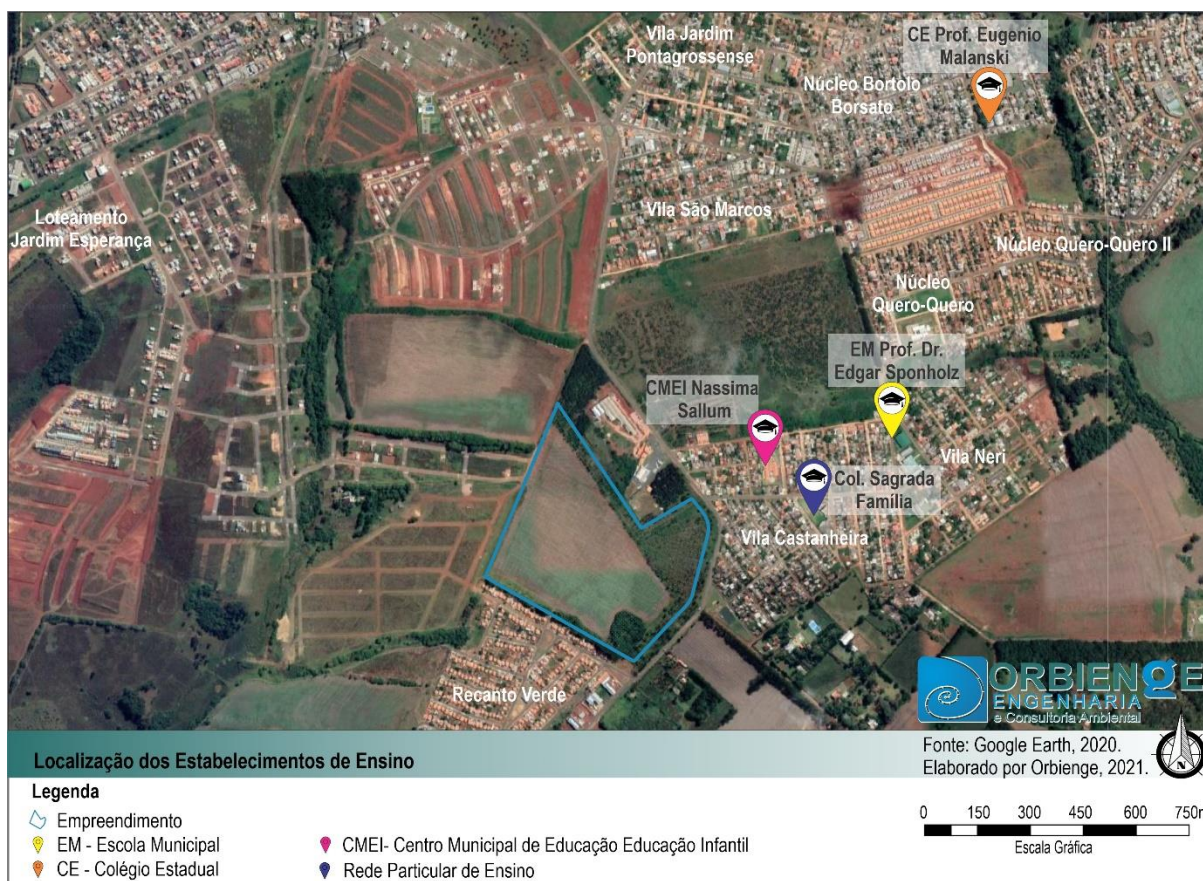 Vila Jardim
Pontagrossense
CE Prof. Eugenio
Malanski
Núcleo Bortolo
Borsato
Loteamento
Jardim Esperança
Vila São Marcos
Núcleo Quero-Quero II
Núcleo
Quero-Quero
EM Prof. Dr.
Edgar Sponholz
CMEI Nassima
Sallum
Vila Neri
Col. Sagrada
Família
Vila Castanheira
Recanto Verde
ORBIENGE
ENGENHARIA
e Consultoria Ambiental
Localização dos Estabelecimentos de Ensino
Fonte: Google Earth, 2020.
Elaborado por Orbienge, 2021.
N
Legenda
Empreendimento
EM - Escola Municipal
CE - Colégio Estadual
CMEI- Centro Municipal de Educação Educação Infantil
Rede Particular de Ensino
0 150 300 450 600 750m
Escala Gráfica